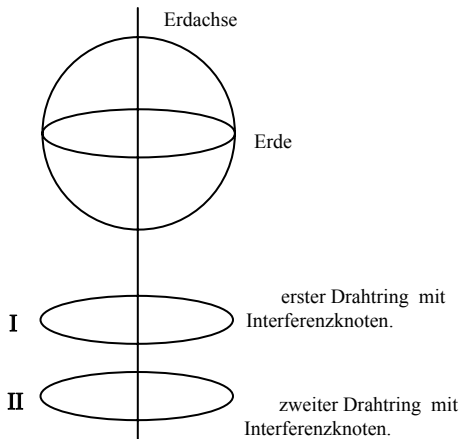 Erdachse
Erde
erster Drahtring mit
I Interferenzknoten.
II zweiter Drahtring mit
Interferenzknoten.